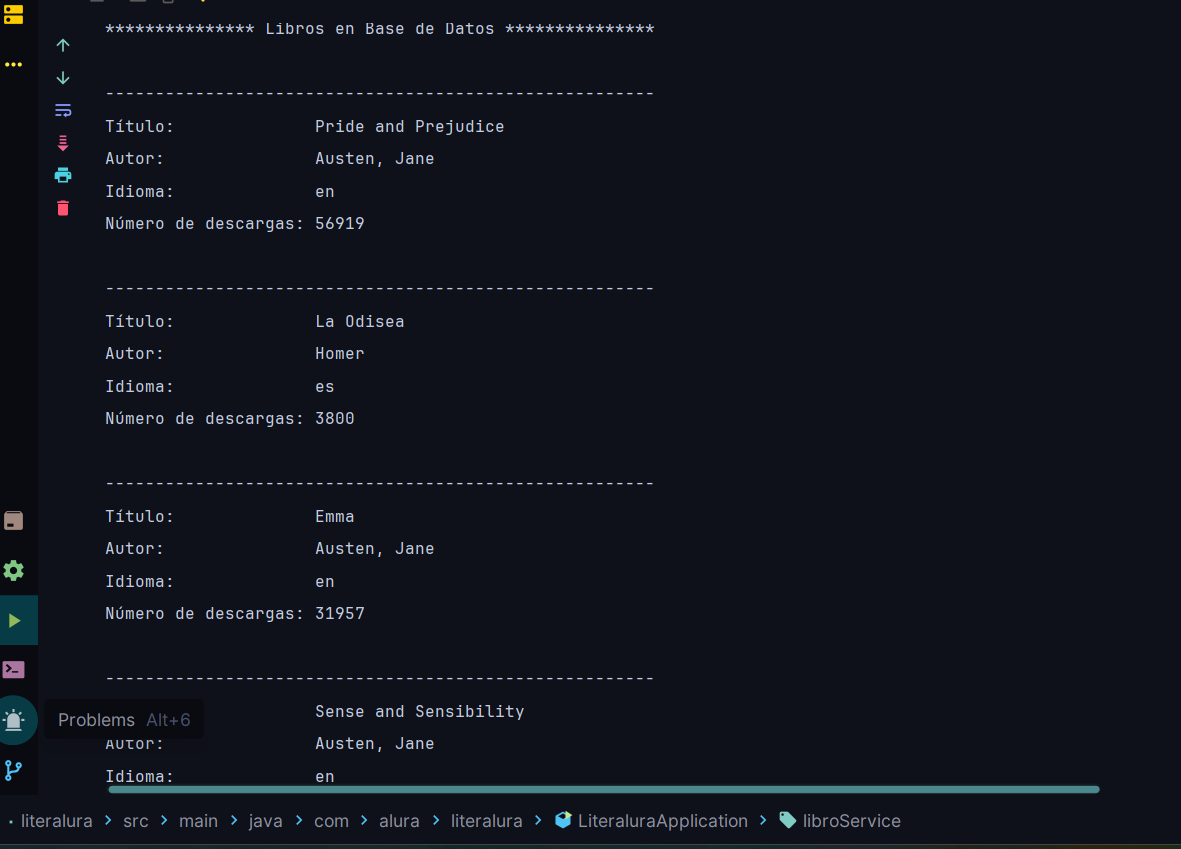 *************** Libros en Base de Datos ***************
-------------------------------------------------------
Título: Pride and Prejudice
Autor: Austen, Jane
Idioma: en
Número de descargas: 56919
-------------------------------------------------------
Título: La Odisea
Autor: Homer
Idioma: es
Número de descargas: 3800
-------------------------------------------------------
Título: Emma
Autor: Austen, Jane
Idioma: en
Número de descargas: 31957
-------------------------------------------------------
Sense and Sensibility
Problems Alt+6
Autor: Austen, Jane
Idioma: en
literalura > src > main > java > com > alura > literalura > LiteraluraApplication > libroService